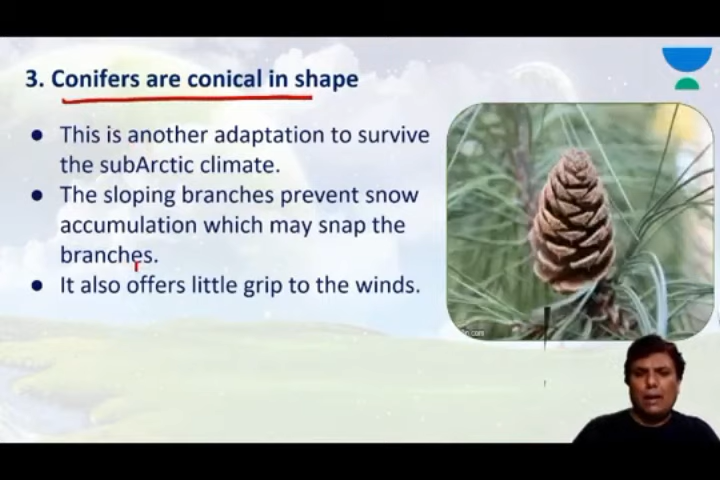 3. Conifers are conical in shape
● This is another adaptation to survive
the subArctic climate.
● The sloping branches prevent snow
accumulation which may snap the
branches.
● It also offers little grip to the winds.